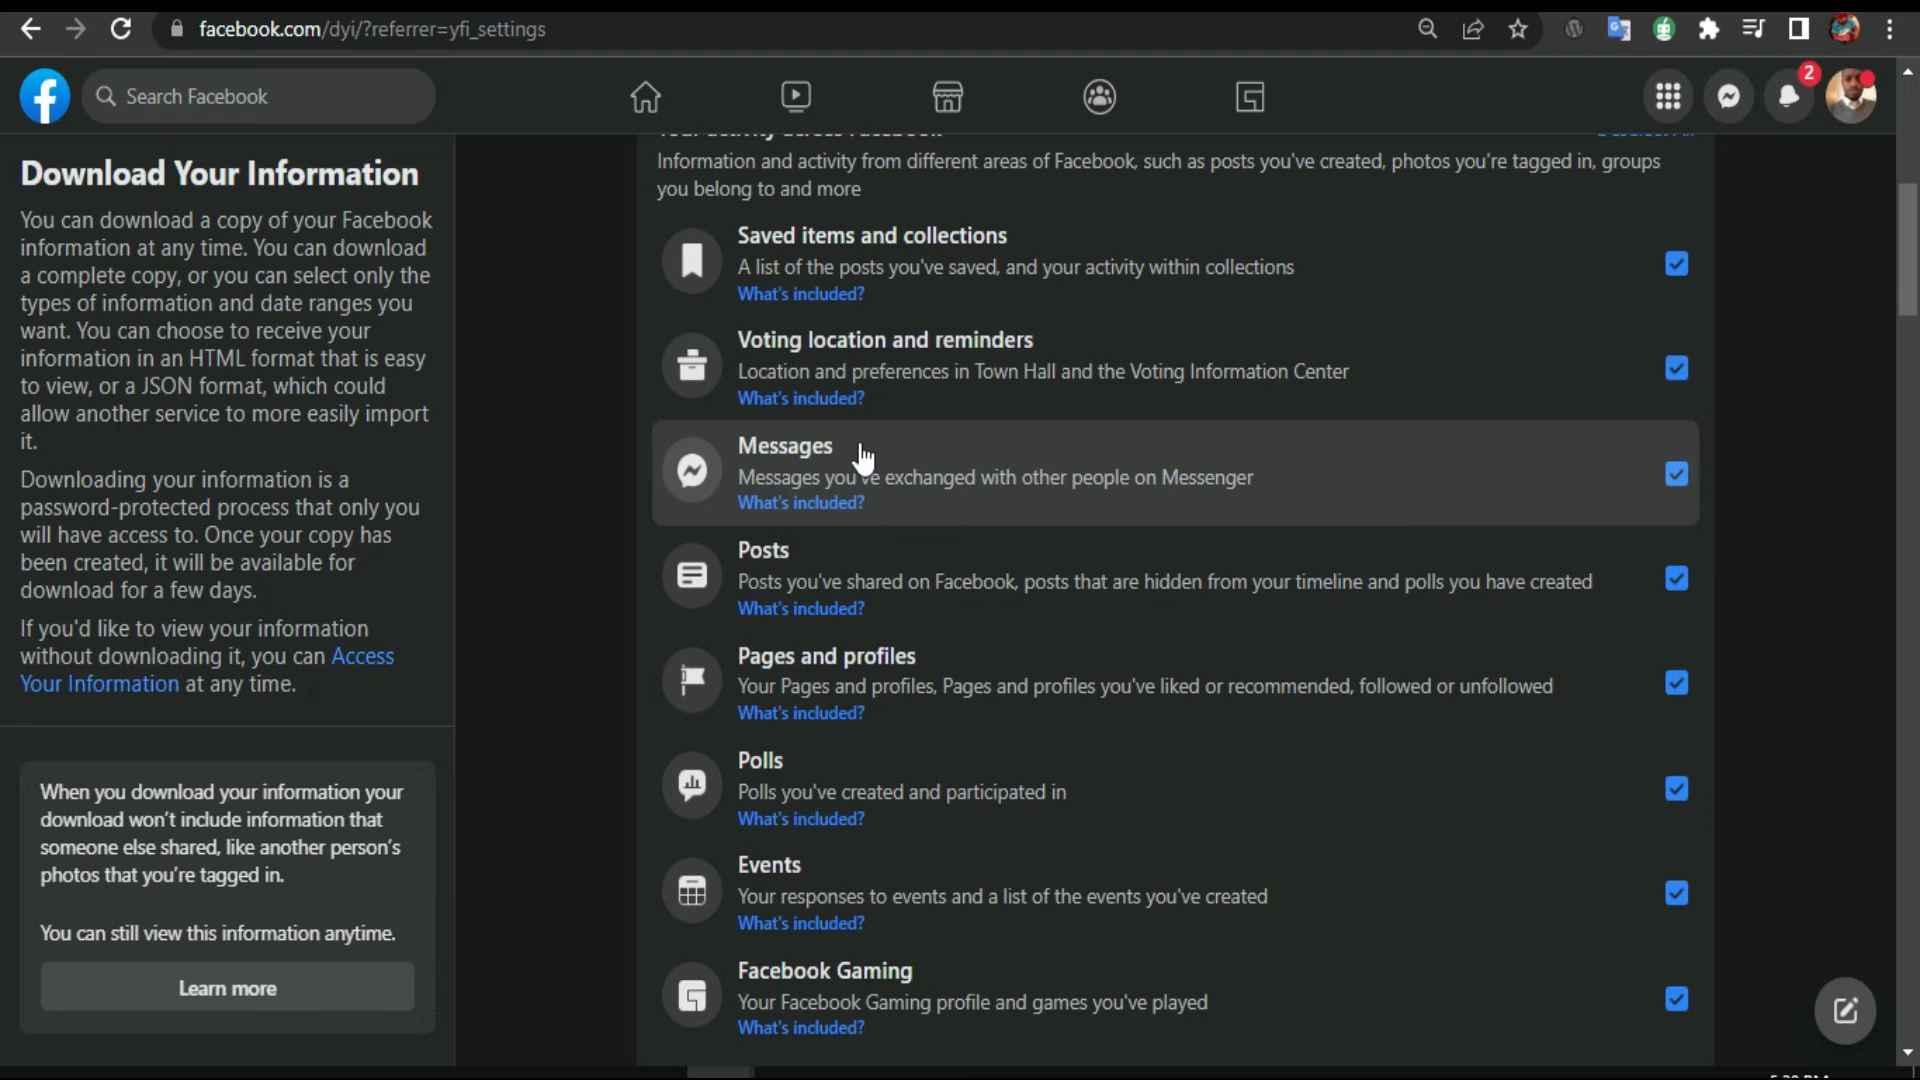 facebook.com/dyi/?referrer=yfi_settings
Search Facebook
2
Download Your Information
You can download a copy of your Facebook
information at any time. You can download
a complete copy, or you can select only the
types of information and date ranges you
want. You can choose to receive your
information in an HTML format that is easy
to view, or a JSON format, which could
allow another service to more easily import
it.
Downloading your information is a
password-protected process that only you
will have access to. Once your copy has
been created, it will be available for
download for a few days.
If you'd like to view your information
without downloading it, you can Access
Your Information at any time.
When you download your information your
download won't include information that
someone else shared, like another person's
photos that you're tagged in.
You can still view this information anytime.
Learn more
Your activity across Facebook
Information and activity from different areas of Facebook, such as posts you've created, photos you're tagged in, groups
you belong to and more
Saved items and collections
A list of the posts you've saved, and your activity within collections
What's included?
Voting location and reminders
Location and preferences in Town Hall and the Voting Information Center
What's included?
Messages
Messages you've exchanged with other people on Messenger
What's included?
Posts
Posts you've shared on Facebook, posts that are hidden from your timeline and polls you have created
What's included?
Pages and profiles
Your Pages and profiles, Pages and profiles you've liked or recommended, followed or unfollowed
What's included?
Polls
Polls you've created and participated in
What's included?
Events
Your responses to events and a list of the events you've created
What's included?
Facebook Gaming
Your Facebook Gaming profile and games you've played
What's included?